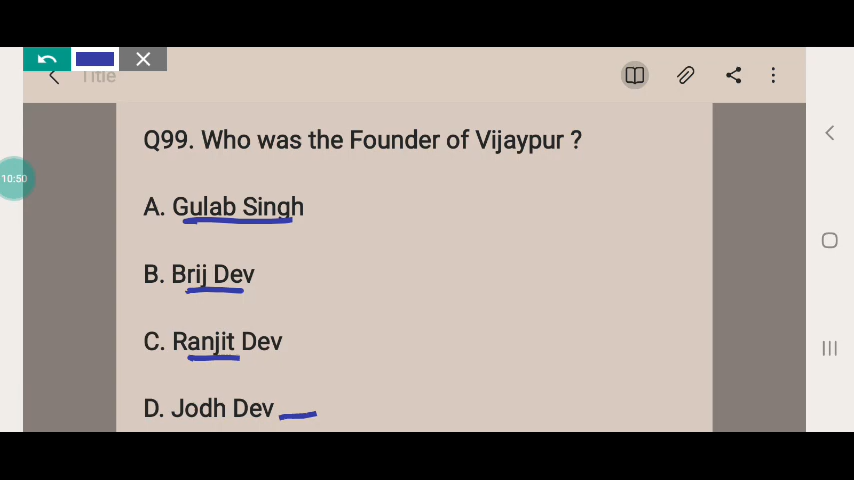 Title
10:50
Q99. Who was the Founder of Vijaypur ?
A. Gulab Singh
B. Brij Dev
C. Ranjit Dev
D. Jodh Dev